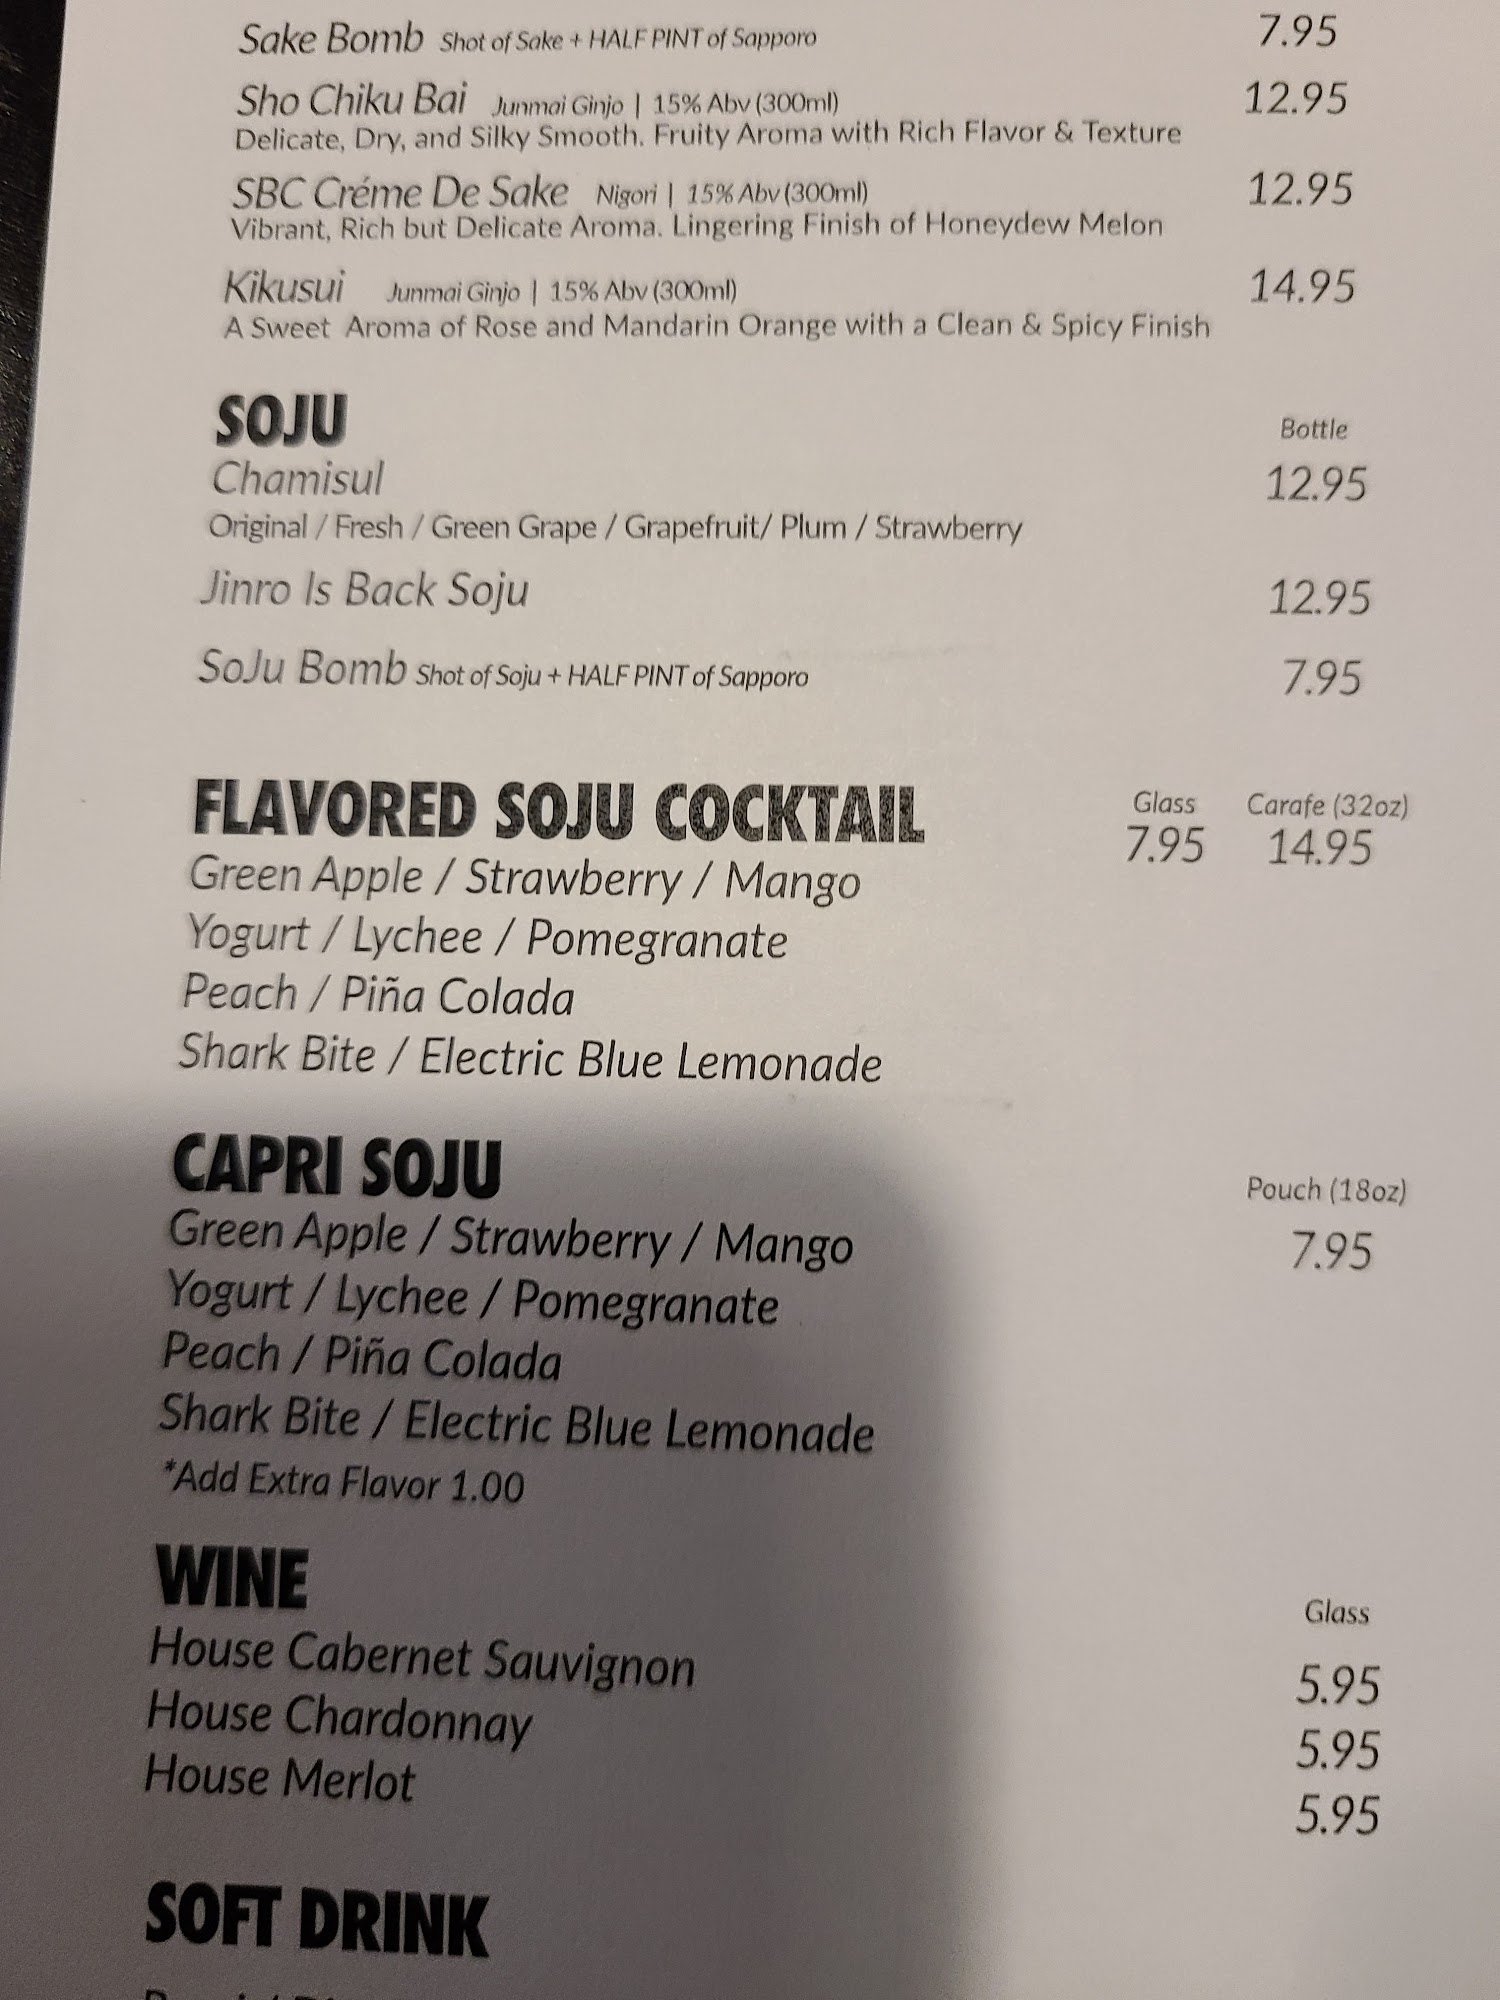 Sake Bomb Shot of Sake + HALF PINT of Sapporo 7.95
Sho Chiku Bai Junmai Ginjo | 15% Abv (300ml) 12.95
Delicate, Dry, and Silky Smooth. Fruity Aroma with Rich Flavor & Texture
SBC Créme De Sake Nigori | 15% Abv (300ml) 12.95
Vibrant, Rich but Delicate Aroma. Lingering Finish of Honeydew Melon
Kikusui Junmai Ginjo | 15% Abv (300ml) 14.95
A Sweet Aroma of Rose and Mandarin Orange with a Clean & Spicy Finish
SOJU Bottle
Chamisul 12.95
Original / Fresh / Green Grape / Grapefruit/ Plum / Strawberry
Jinro Is Back Soju 12.95
SoJu Bomb Shot of Soju + HALF PINT of Sapporo 7.95
FLAVORED SOJU COCKTAIL Glass Carafe (32oz)
7.95 14.95
Green Apple / Strawberry / Mango
Yogurt / Lychee / Pomegranate
Peach / Piña Colada
Shark Bite / Electric Blue Lemonade
CAPRI SOJU Pouch (18oz)
Green Apple / Strawberry / Mango 7.95
Yogurt / Lychee / Pomegranate
Peach / Piña Colada
Shark Bite / Electric Blue Lemonade
*Add Extra Flavor 1.00
WINE Glass
House Cabernet Sauvignon 5.95
House Chardonnay 5.95
House Merlot 5.95
SOFT DRINK